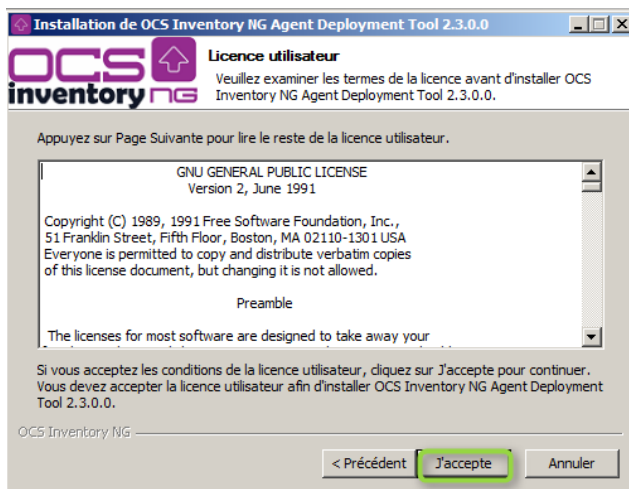 Installation de OCS Inventory NG Agent Deployment Tool 2.3.0.0
OCS
inventory NG
Licence utilisateur
Veuillez examiner les termes de la licence avant d'installer OCS
Inventory NG Agent Deployment Tool 2.3.0.0.
Appuyez sur Page Suivante pour lire le reste de la licence utilisateur.
GNU GENERAL PUBLIC LICENSE
Version 2, June 1991
Copyright (C) 1989, 1991 Free Software Foundation, Inc.,
51 Franklin Street, Fifth Floor, Boston, MA 02110-1301 USA
Everyone is permitted to copy and distribute verbatim copies
of this license document, but changing it is not allowed.
Preamble
The licenses for most software are designed to take away your
Si vous acceptez les conditions de la licence utilisateur, cliquez sur J'accepte pour continuer.
Vous devez accepter la licence utilisateur afin d'installer OCS Inventory NG Agent Deployment
Tool 2.3.0.0.
OCS Inventory NG
< Précédent
J'accepte
Annuler